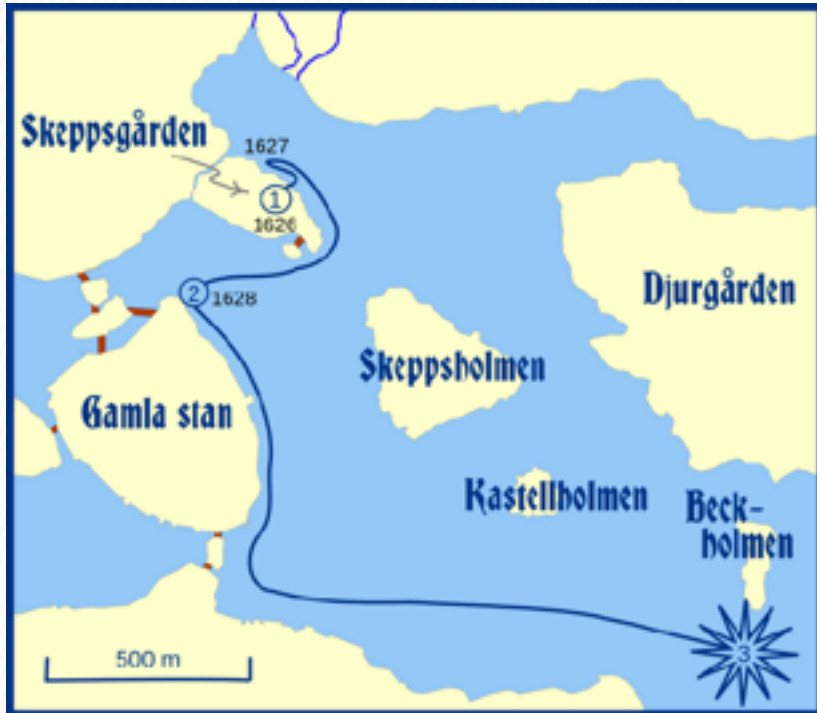 Skeppsgården
1627
1
1626
2
1628
Djurgården
Skeppsholmen
Gamla stan
Kastellholmen
Beck-
holmen
500 m
3